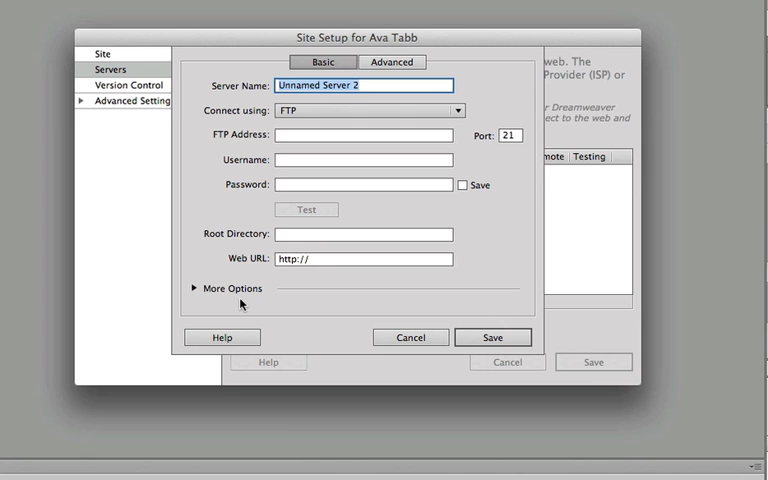 Site Setup for Ava Tabb
Site
Servers
Version Control
Advanced Setting
Basic
Advanced
web. The
Provider (ISP) or
r Dreamweaver
ect to the web and
Server Name: Unnamed Server 2
Connect using: FTP
FTP Address:
Port: 21
Username:
Password:
Save
Test
Root Directory:
Web URL: http://
More Options
Help
Cancel
Save
mote
Testing
Help
Cancel
Save